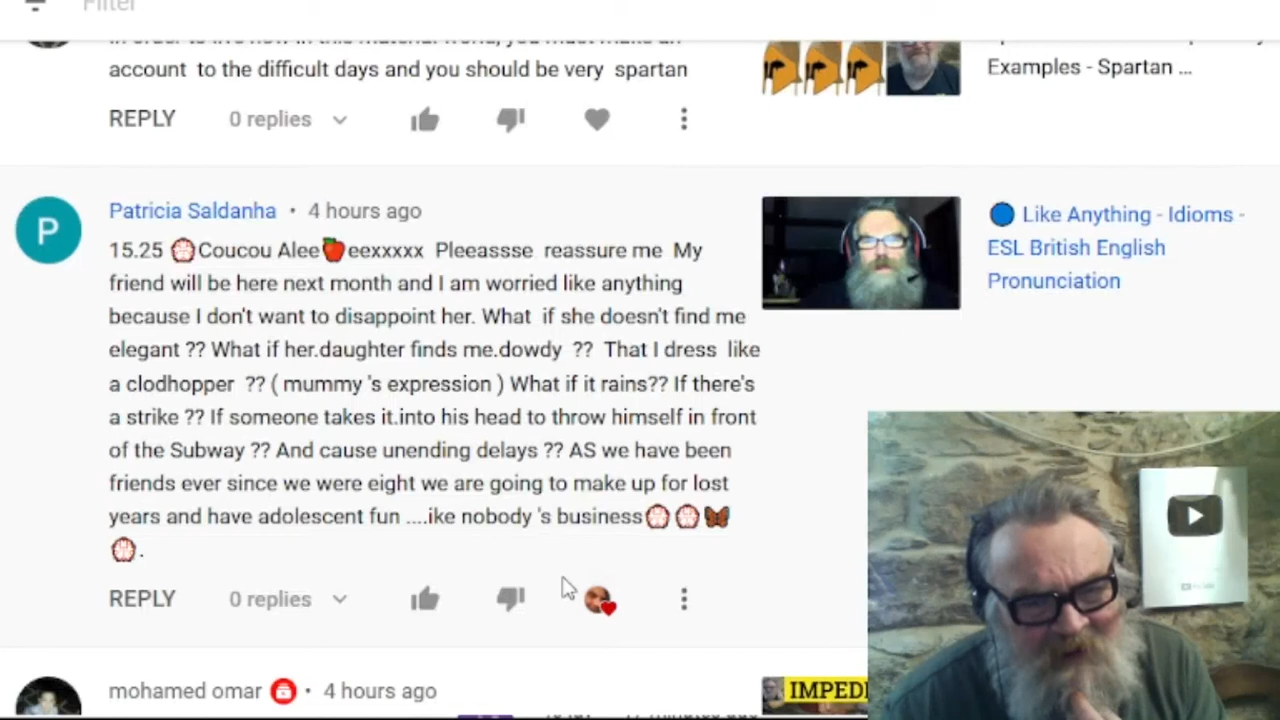 Filter
account to the difficult days and you should be very spartan
Examples - Spartan ...
REPLY 0 replies
Patricia Saldanha • 4 hours ago
15.25 Coucou Alee🍎eexxxxx Pleeassse reassure me My
friend will be here next month and I am worried like anything
because I don't want to disappoint her. What if she doesn't find me
elegant ?? What if her.daughter finds me.dowdy ?? That I dress like
a clodhopper ?? ( mummy 's expression ) What if it rains?? If there's
a strike ?? If someone takes it.into his head to throw himself in front
of the Subway ?? And cause unending delays ?? AS we have been
friends ever since we were eight we are going to make up for lost
years and have adolescent fun ....ike nobody 's business
.
REPLY 0 replies
🔵 Like Anything - Idioms -
ESL British English
Pronunciation
mohamed omar • 4 hours ago
IMPEDI